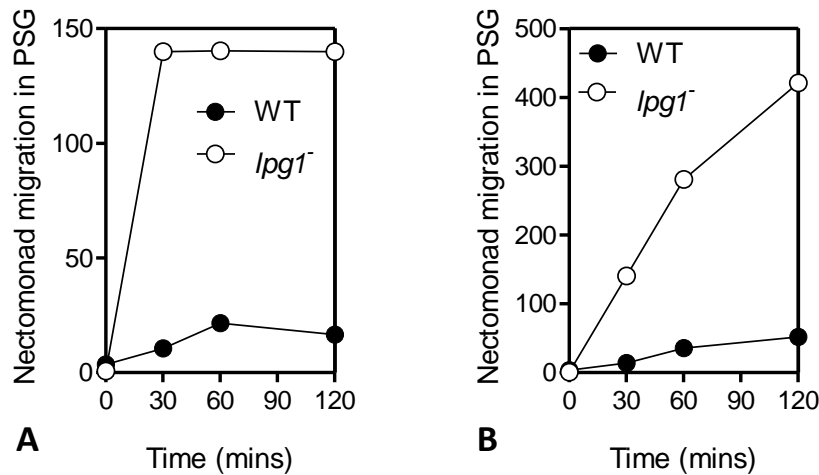 Nectomonad migration in PSG
150
100
50
0
WT
lpg1-
0 30 60 90 120
Time (mins)
A
Nectomonad migration in PSG
500
400
300
200
100
0
WT
lpg1-
0 30 60 90 120
Time (mins)
B